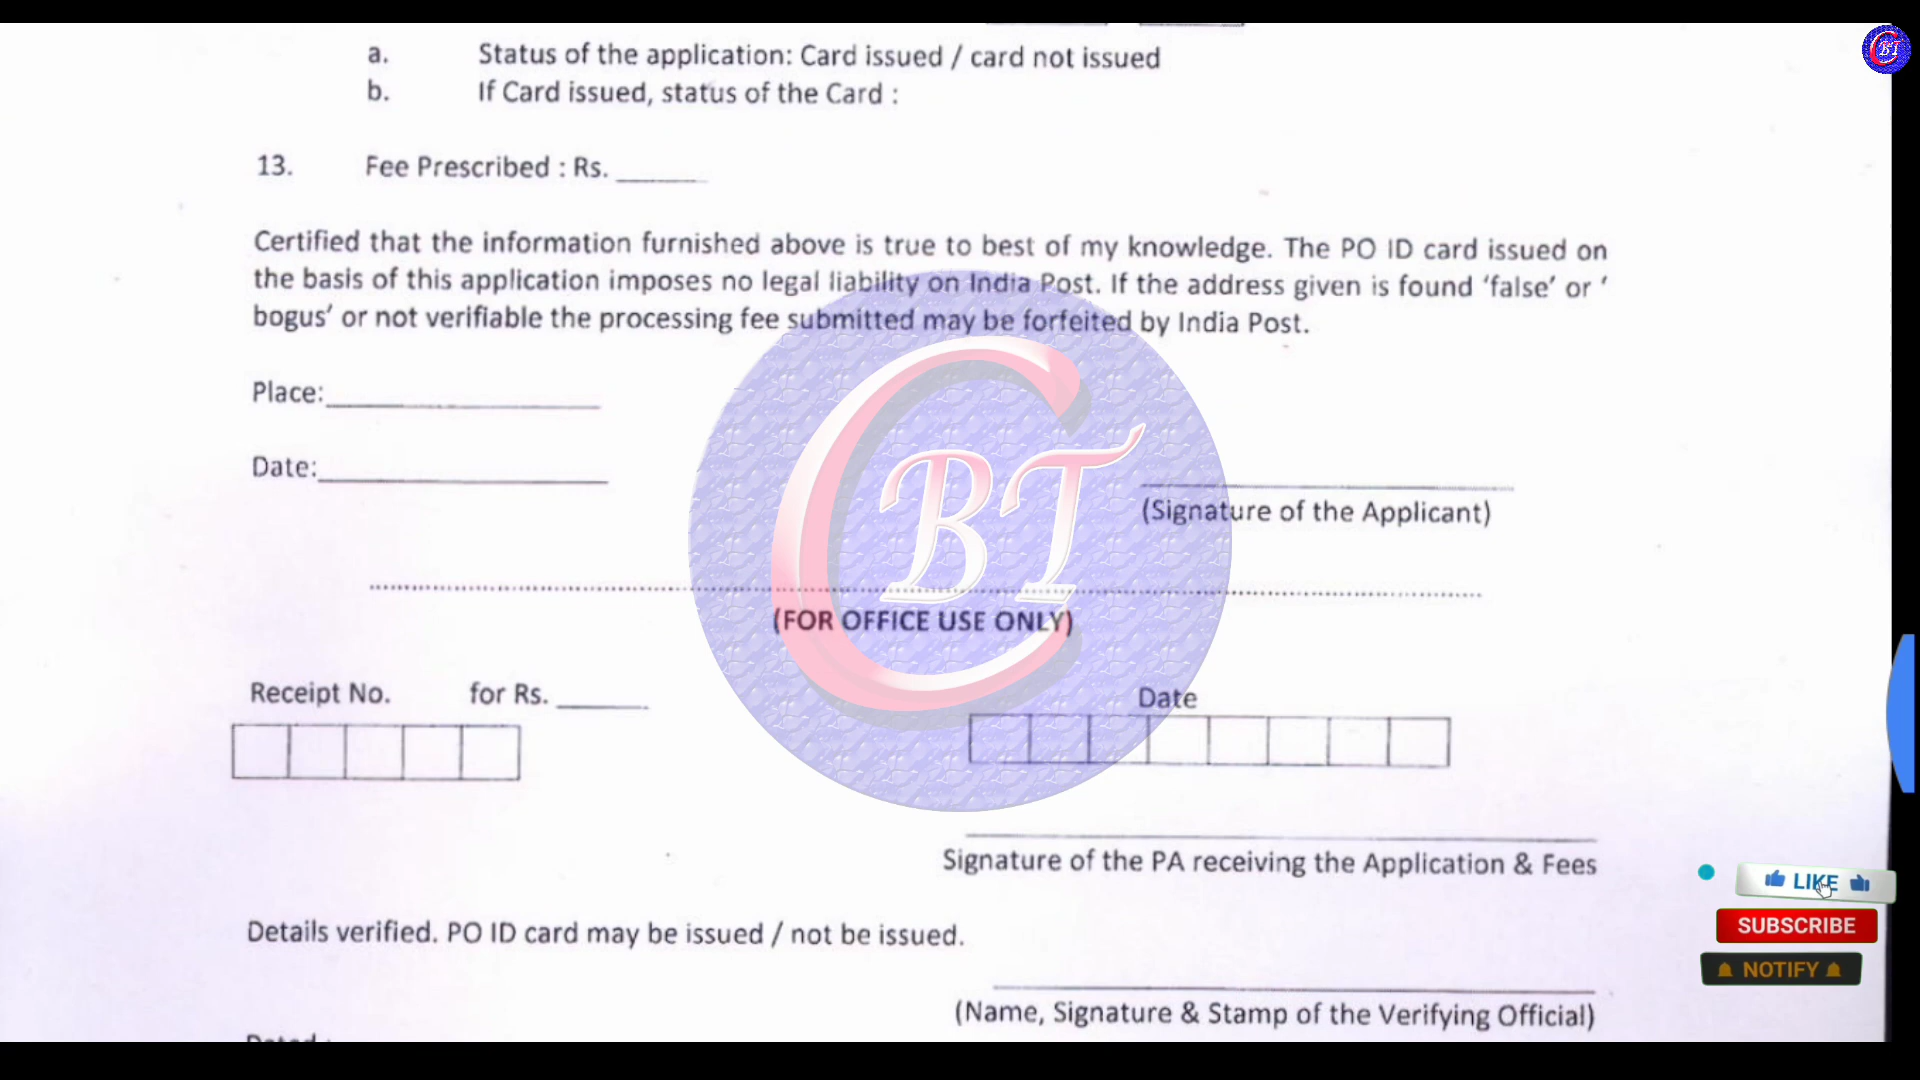 a. Status of the application: Card issued / card not issued
b. If Card issued, status of the Card :
13. Fee Prescribed : Rs. ______
Certified that the information furnished above is true to best of my knowledge. The PO ID card issued on
the basis of this application imposes no legal liability on India Post. If the address given is found ‘false’ or ‘
bogus’ or not verifiable the processing fee submitted may be forfeited by India Post.
Place:____________________
Date:____________________
(Signature of the Applicant)
(FOR OFFICE USE ONLY)
Receipt No. for Rs. ______ Date
Signature of the PA receiving the Application & Fees
Details verified. PO ID card may be issued / not be issued.
(Name, Signature & Stamp of the Verifying Official)
CBT
CBT
LIKE
SUBSCRIBE
NOTIFY